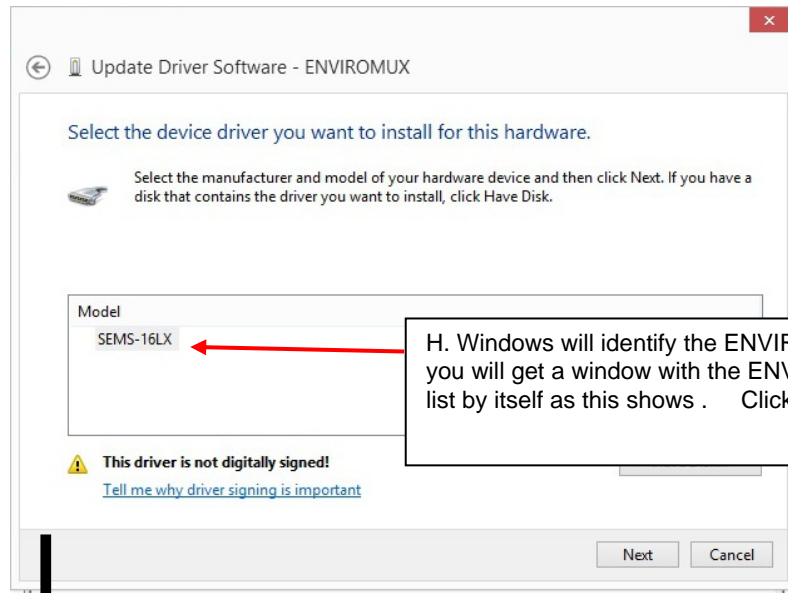 Update Driver Software - ENVIROMUX
Select the device driver you want to install for this hardware.
Select the manufacturer and model of your hardware device and then click Next. If you have a
disk that contains the driver you want to install, click Have Disk.
Model
SEMS-16LX
H. Windows will identify the
you will get a window with the
list by itself as this shows .
This driver is not digitally signed!
Tell me why driver signing is important
Next Cancel